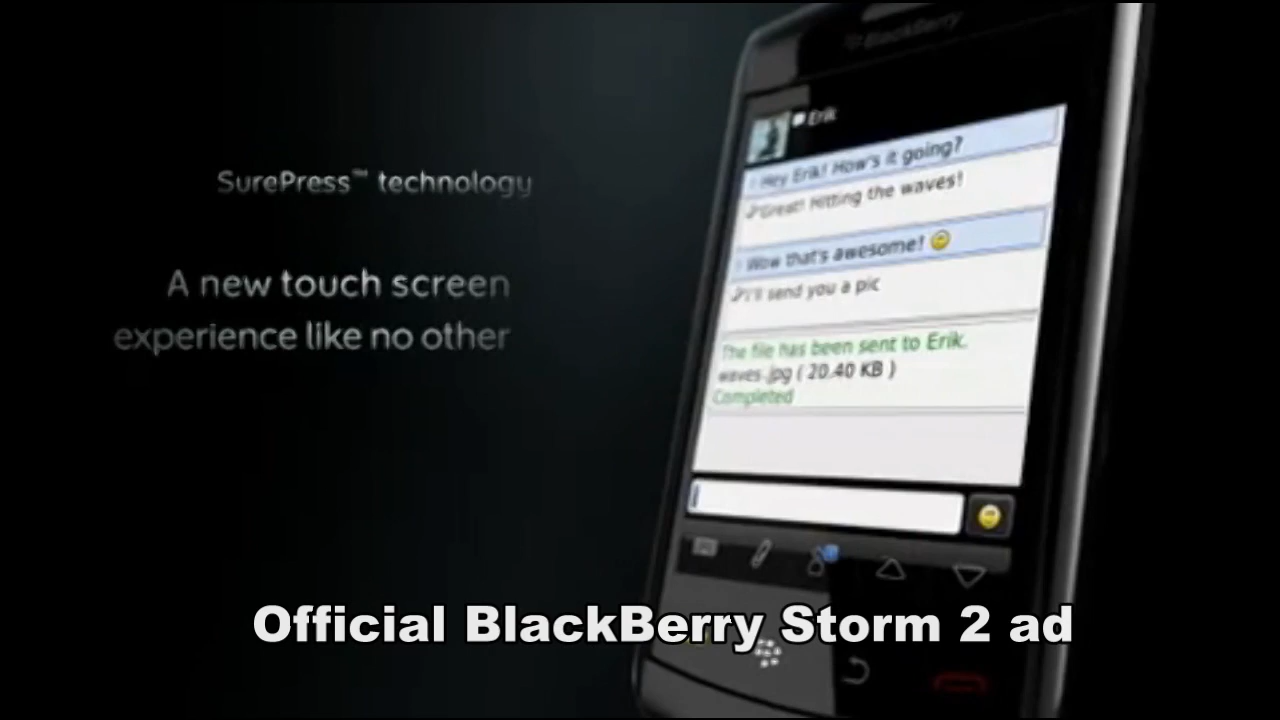 BlackBerry
SurePress™ technology
A new touch screen
experience like no other
Erik
Hey Erik! How's it going?
Great! Hitting the waves!
Wow that's awesome!
I'll send you a pic
The file has been sent to Erik.
waves.jpg ( 20.40 KB )
Completed
Official BlackBerry Storm 2 ad